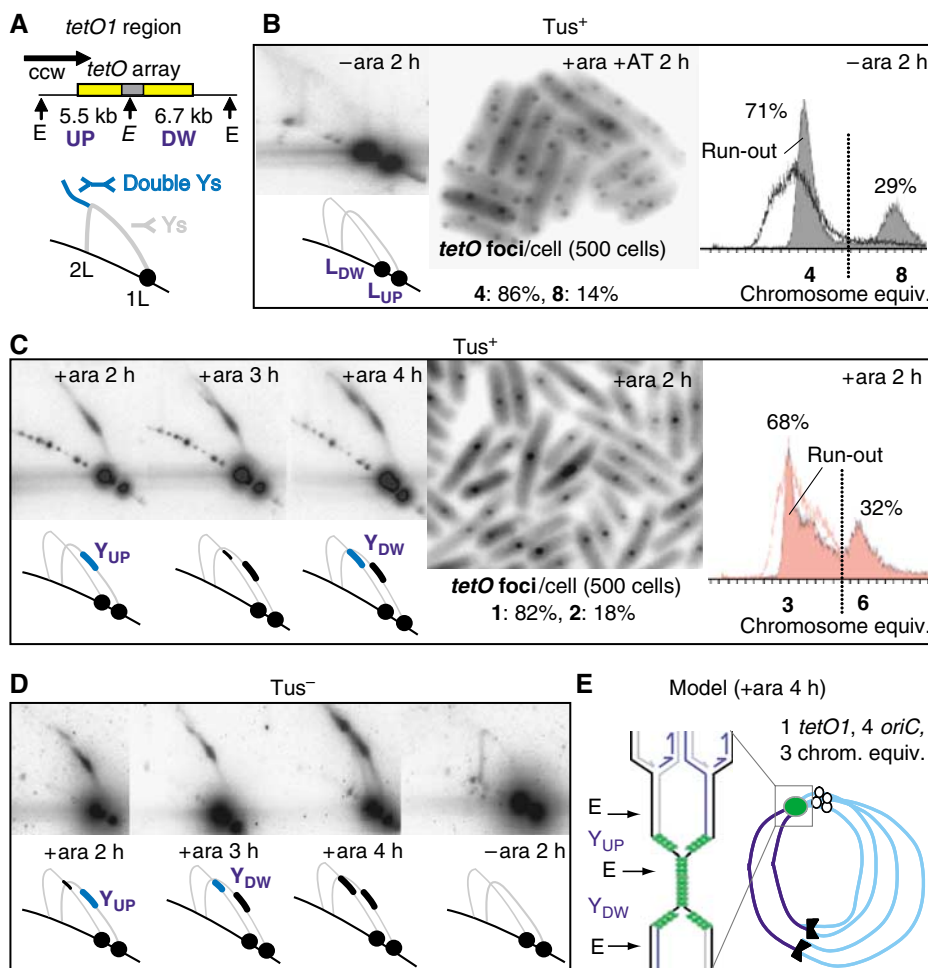 A
tetO1 region
ccw
tetO array
5.5 kb 6.7 kb
E UP E DW E
Double Ys
Ys
2L
1L
B
Tus+
−ara 2 h
+ara +AT 2 h
−ara 2 h
71%
Run-out
29%
LDW
LUP
tetO foci/cell (500 cells)
4: 86%, 8: 14%
4 8
Chromosome equiv.
C
Tus+
+ara 2 h
+ara 3 h
+ara 4 h
+ara 2 h
+ara 2 h
68%
Run-out
32%
YUP
YDW
tetO foci/cell (500 cells)
1: 82%, 2: 18%
3 6
Chromosome equiv.
D
Tus−
+ara 2 h
+ara 3 h
+ara 4 h
−ara 2 h
YUP
YDW
E
Model (+ara 4 h)
1 tetO1, 4 oriC,
3 chrom. equiv.
E
YUP
E
YDW
E